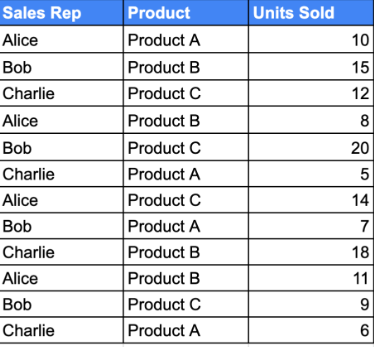 Sales Rep Product Units Sold
Alice Product A 10
Bob Product B 15
Charlie Product C 12
Alice Product B 8
Bob Product C 20
Charlie Product A 5
Alice Product C 14
Bob Product A 7
Charlie Product B 18
Alice Product B 11
Bob Product C 9
Charlie Product A 6